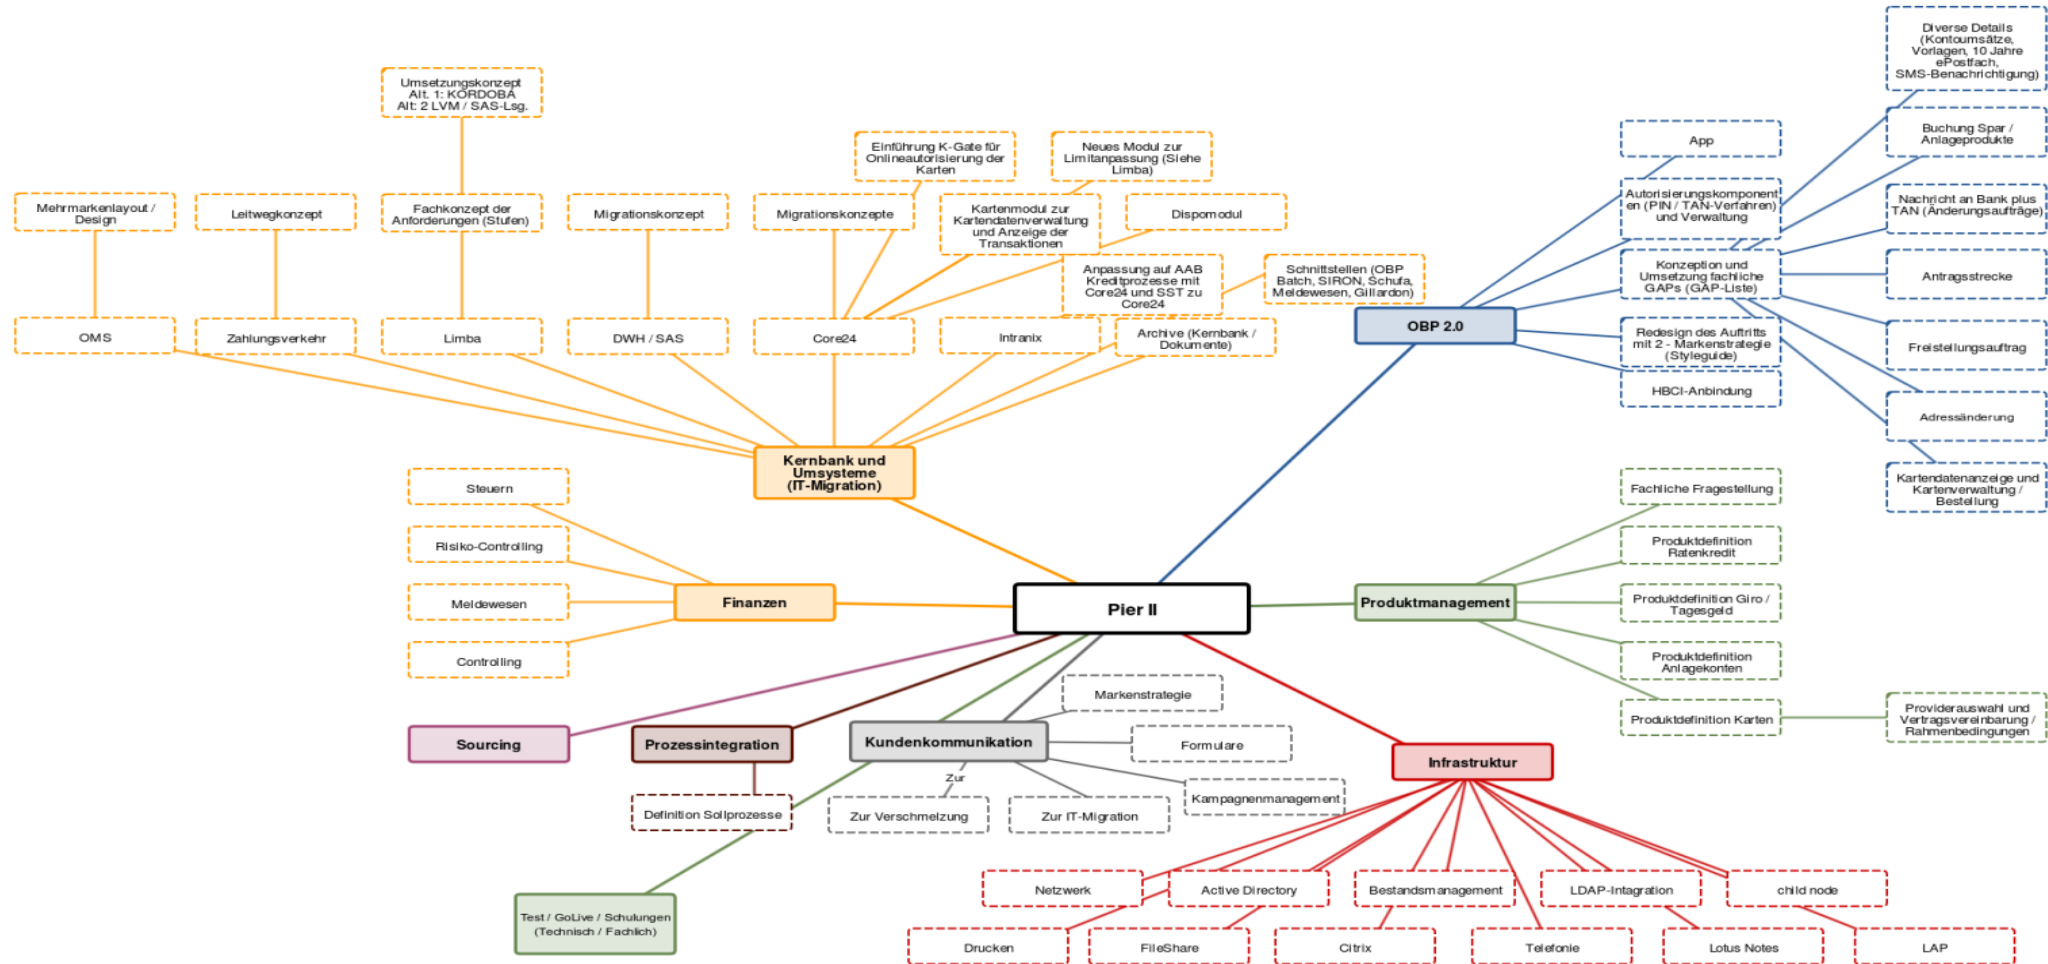 Diverse Details
(Kontoumsätze,
Vorlagen, 10 Jahre
ePostfach,
SMS-Benachrichtigung)
Umsetzungskonzept
Alt. 1: KORDOBA
Alt: 2 LVM / SAS-Lsg.
Einführung K-Gate für
Onlineautorisierung der
Karten
Neues Modul zur
Limitanpassung (Siehe
Limba)
App
Buchung Spar /
Anlageprodukte
Mehrmarkenlayout /
Design
Leitwegkonzept
Fachkonzept der
Anforderungen (Stufen)
Migrationskonzept
Migrationskonzepte
Kartenmodul zur
Kartendatenverwaltung
und Anzeige der
Transaktionen
Dispomodul
Autorisierungskomponent
en (PIN / TAN-Verfahren)
und Verwaltung
Nachricht an Bank plus
TAN (Änderungsaufträge)
Anpassung auf AAB
Kreditprozesse mit
Core24 und SST zu
Core24
Schnittstellen (OBP
Batch, SIRON, Schufa,
Meldewesen, Gillardon)
Konzeption und
Umsetzung fachliche
GAPs (GAP-Liste)
Antragsstrecke
OMS
Zahlungsverkehr
Limba
DWH / SAS
Core24
Intranix
Archive (Kernbank /
Dokumente)
OBP 2.0
Redesign des Auftritts
mit 2 - Markenstrategie
(Styleguide)
Freistellungsauftrag
HBCI-Anbindung
Adressänderung
Kernbank und
Umsysteme
(IT-Migration)
Steuern
Fachliche Fragestellung
Kartendatenanzeige und
Kartenverwaltung /
Bestellung
Risiko-Controlling
Produktdefinition
Ratenkredit
Meldewesen
Finanzen
Pier II
Produktmanagement
Produktdefinition Giro /
Tagesgeld
Controlling
Produktdefinition
Anlagekonten
Markenstrategie
Produktdefinition Karten
Providerauswahl und
Vertragsvereinbarung /
Rahmenbedingungen
Sourcing
Prozessintegration
Kundenkommunikation
Formulare
Infrastruktur
Zur
Kampagnenmanagement
Definition Sollprozesse
Zur Verschmelzung
Zur IT-Migration
Netzwerk
Active Directory
Bestandsmanagement
LDAP-Intagration
child node
Test / GoLive / Schulungen
(Technisch / Fachlich)
Drucken
FileShare
Citrix
Telefonie
Lotus Notes
LAP